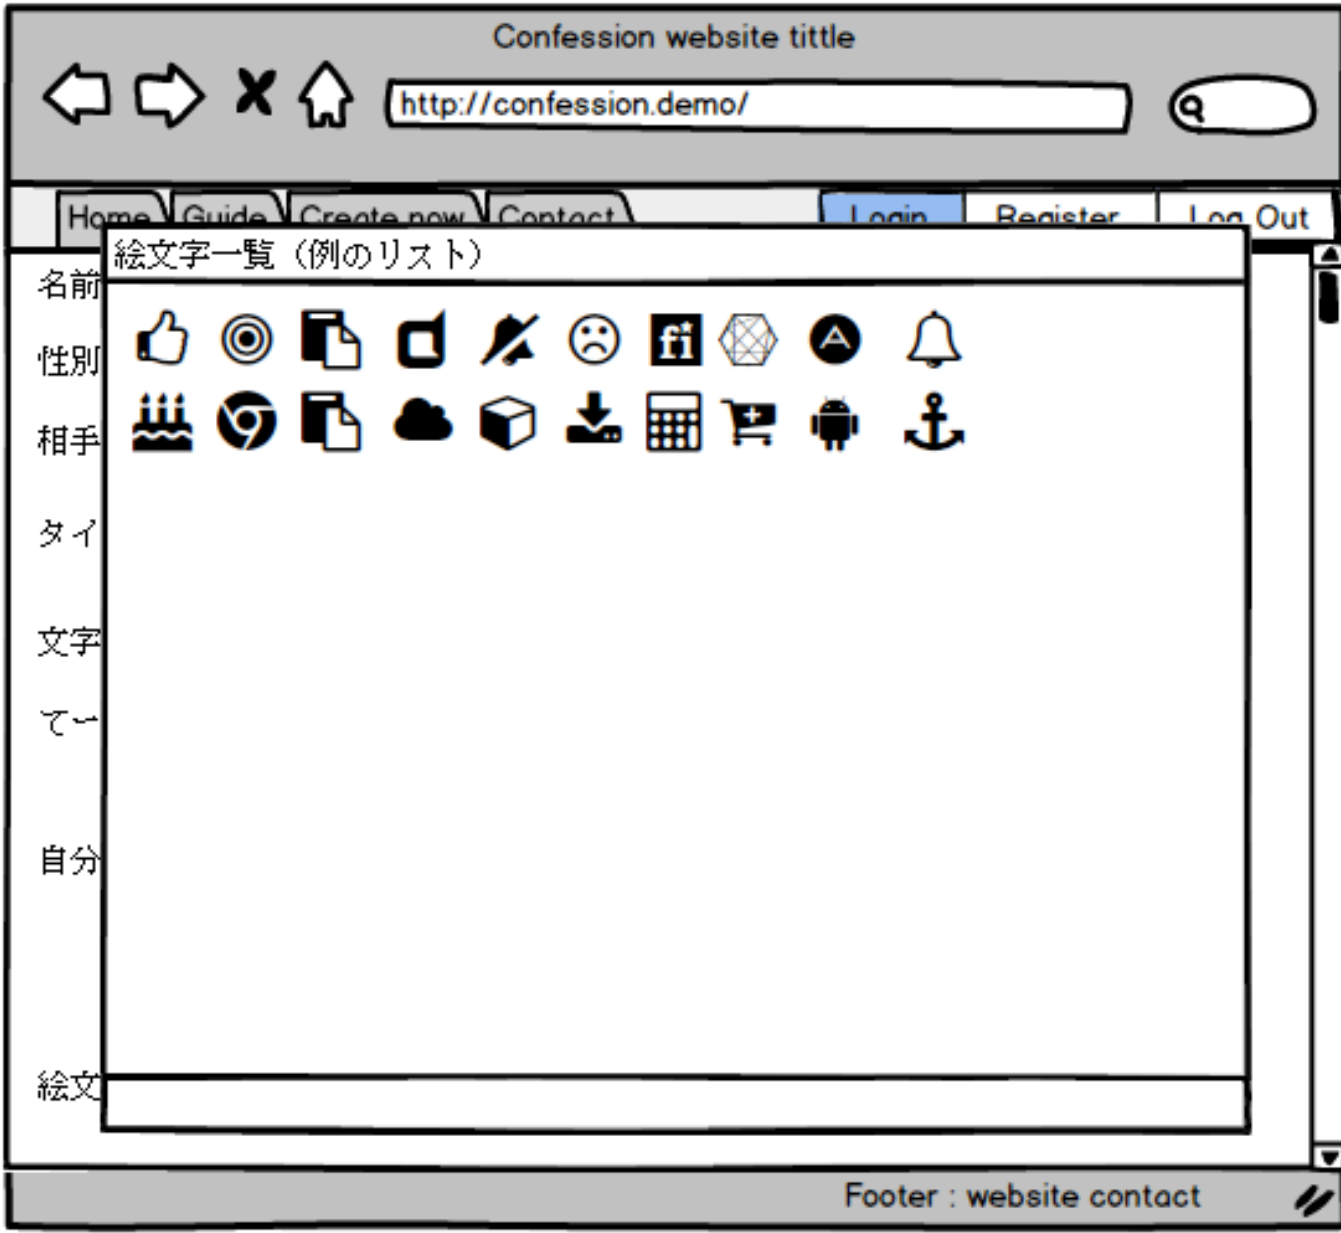 Confession website tittle
http://confession.demo/
Home Guide Create now Contact Login Register Log Out
絵文字一覧（例のリスト）
名前
性別
相手
タイ
文字
てー
自分
絵文
Footer : website contact